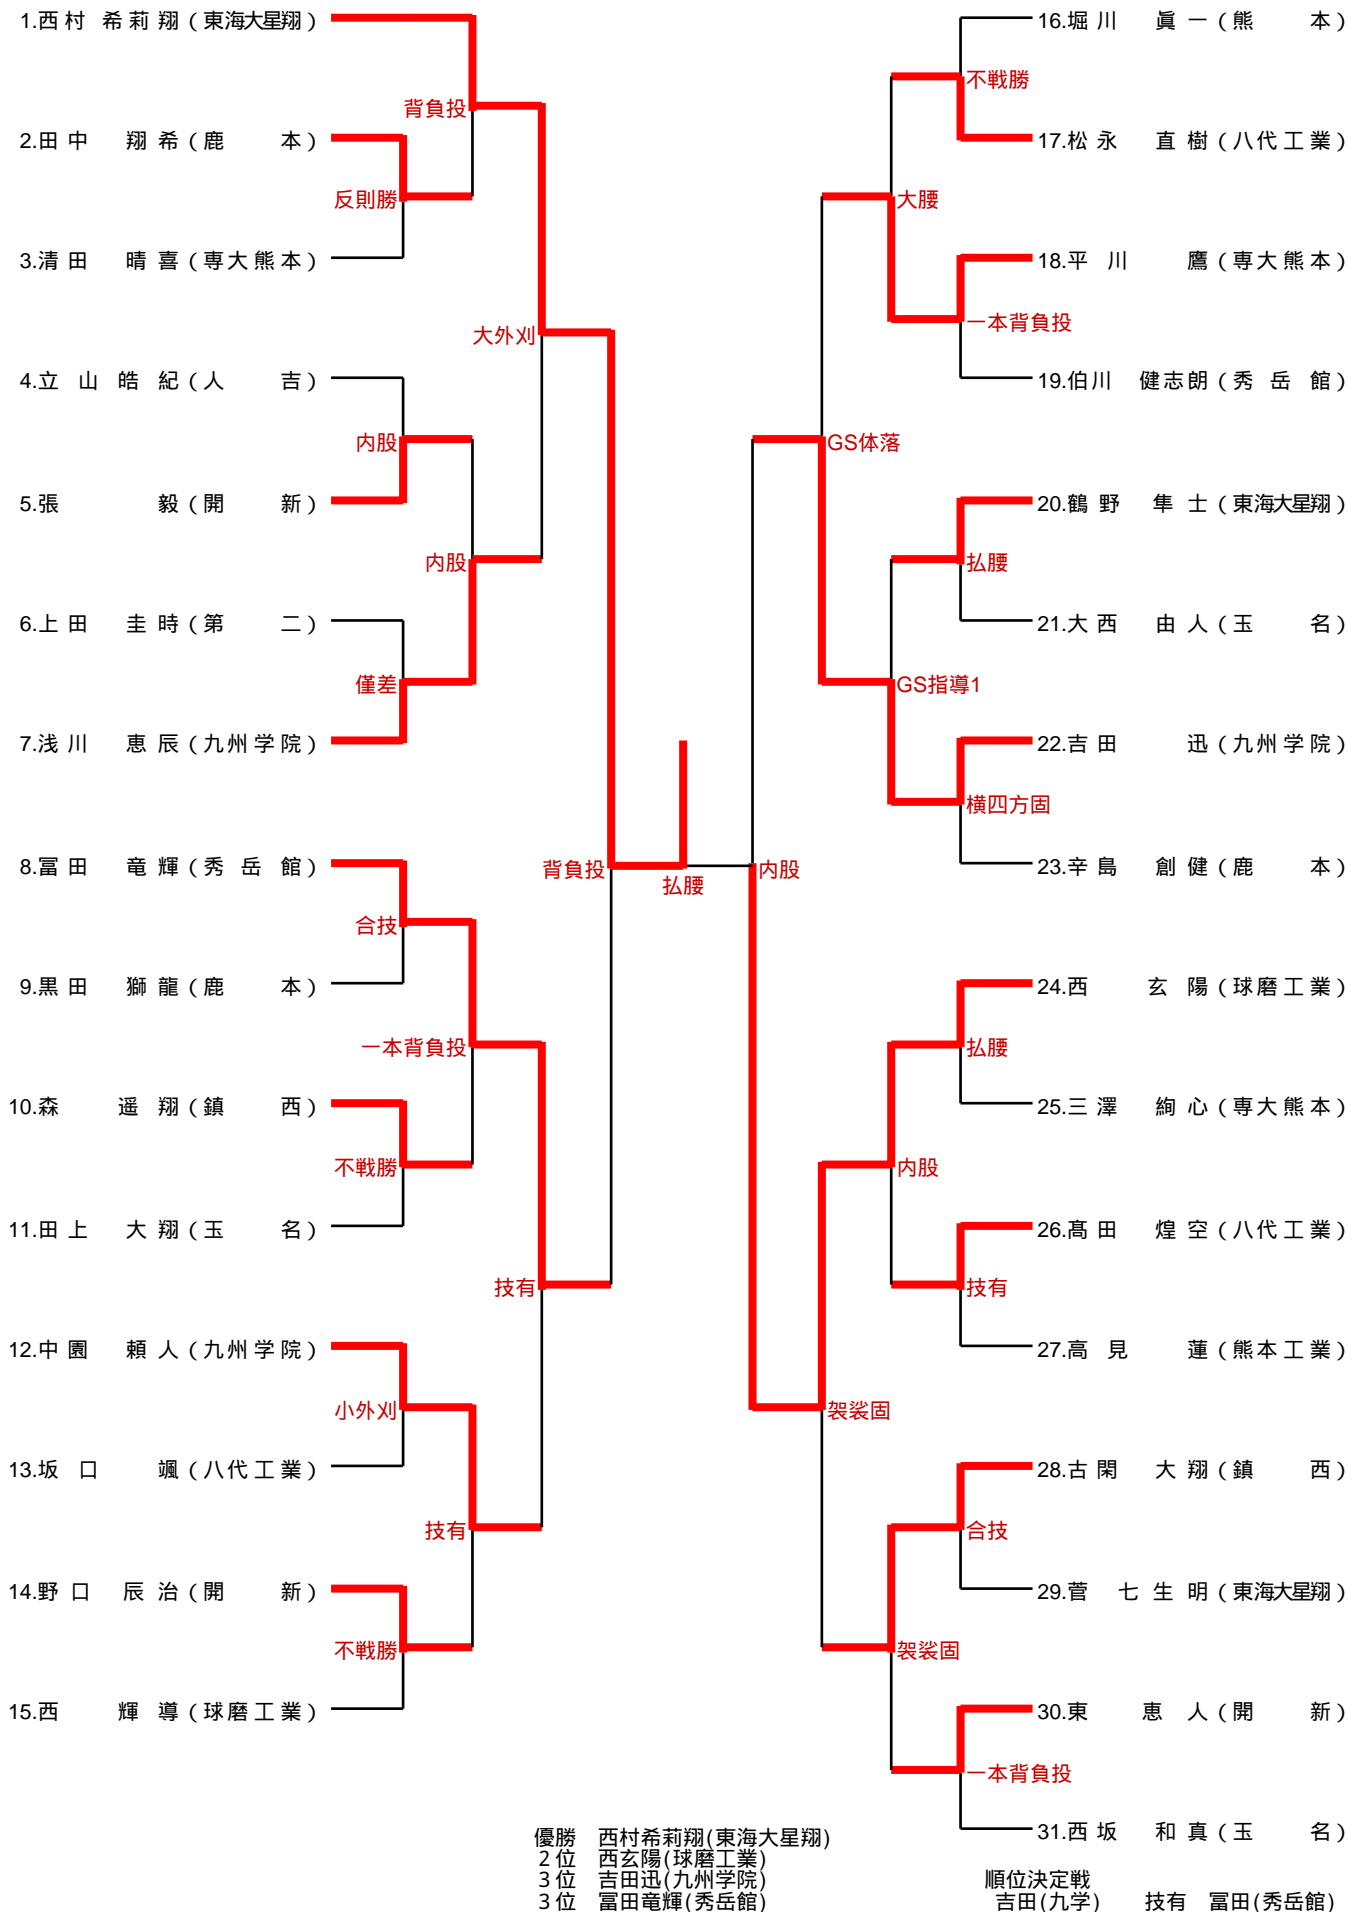 1.西村 希莉翔（東海大星翔）
背負投
2.田中 翔希（鹿 本）
反則勝
3.清田 晴喜（専大熊本）
大外刈
4.立山 皓紀（人 吉）
内股
5.張 毅（開 新）
内股
6.上田 圭時（第 二）
僅差
7.浅川 恵辰（九州学院）
8.冨田 竜輝（秀岳館）
背負投
払腰
合技
9.黒田 獅龍（鹿 本）
一本背負投
10.森 遥翔（鎮 西）
不戦勝
11.田上 大翔（玉 名）
技有
12.中園 頼人（九州学院）
小外刈
13.坂口 颯（八代工業）
技有
14.野口 辰治（開 新）
不戦勝
15.西 輝導（球磨工業）
16.堀川 眞一（熊 本）
不戦勝
17.松永 直樹（八代工業）
大腰
18.平川 鷹（専大熊本）
一本背負投
19.伯川 健志朗（秀岳館）
GS体落
20.鶴野 隼士（東海大星翔）
払腰
21.大西 由人（玉 名）
GS指導1
22.吉田 迅（九州学院）
横四方固
23.辛島 創健（鹿 本）
内股
24.西 玄陽（球磨工業）
払腰
25.三澤 絢心（専大熊本）
内股
26.髙田 煌空（八代工業）
技有
27.高見 蓮（熊本工業）
袈裟固
28.古閑 大翔（鎮 西）
合技
29.菅 七生明（東海大星翔）
袈裟固
30.東 恵人（開 新）
一本背負投
31.西坂 和真（玉 名）
優勝 西村希莉翔(東海大星翔)
2位 西玄陽(球磨工業)
3位 吉田迅(九州学院)
3位 冨田竜輝(秀岳館)
順位決定戦
吉田(九学) 技有 冨田(秀岳館)